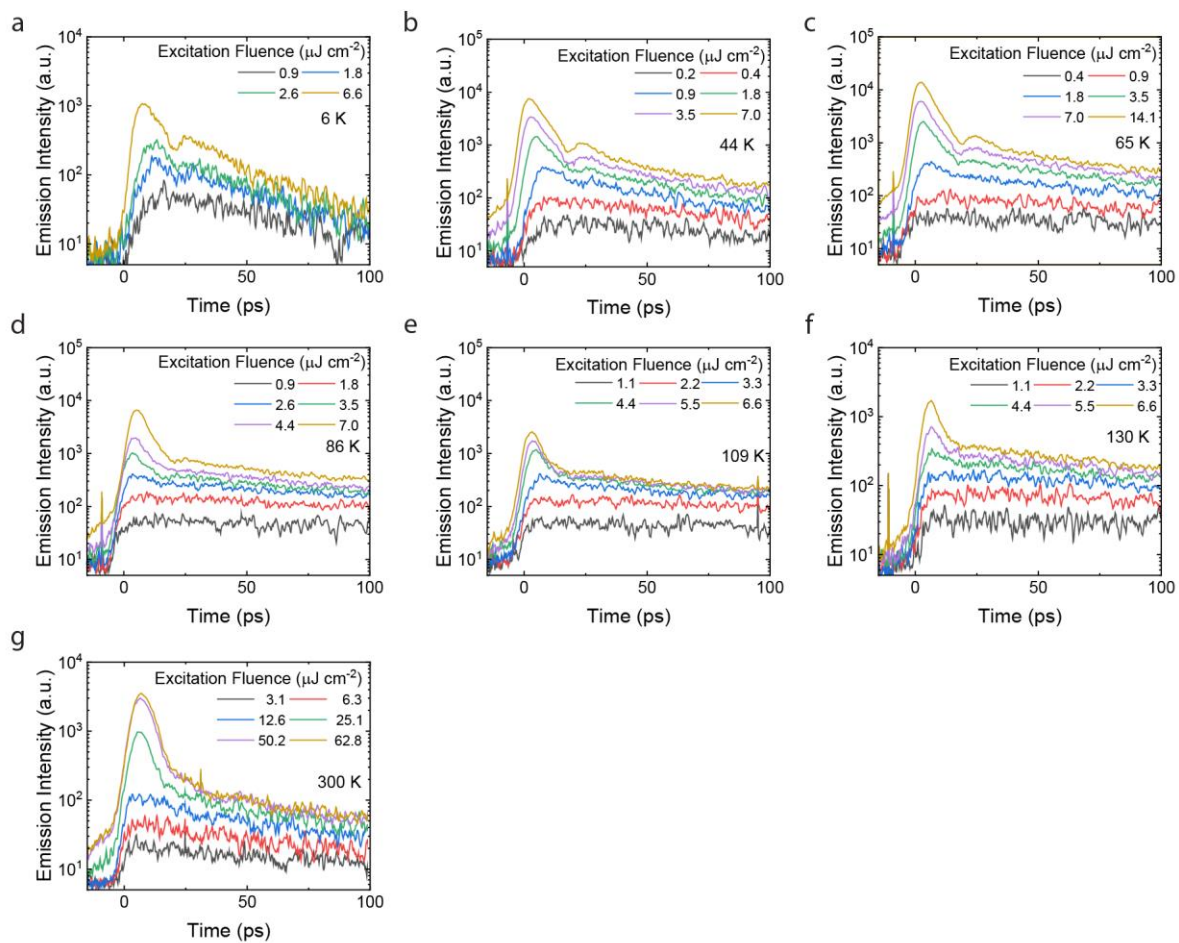 a
Emission Intensity (a.u.)
10⁴
10³
10²
10¹
Excitation Fluence (μJ cm⁻²)
0.9 1.8
2.6 6.6
6 K
0 50 100
Time (ps)
b
Emission Intensity (a.u.)
10⁵
10⁴
10³
10²
10¹
Excitation Fluence (μJ cm⁻²)
0.2 0.4
0.9 1.8
3.5 7.0
44 K
0 50 100
Time (ps)
c
Emission Intensity (a.u.)
10⁵
10⁴
10³
10²
10¹
Excitation Fluence (μJ cm⁻²)
0.4 0.9
1.8 3.5
7.0 14.1
65 K
0 50 100
Time (ps)
d
Emission Intensity (a.u.)
10⁵
10⁴
10³
10²
10¹
Excitation Fluence (μJ cm⁻²)
0.9 1.8
2.6 3.5
4.4 7.0
86 K
0 50 100
Time (ps)
e
Emission Intensity (a.u.)
10⁵
10⁴
10³
10²
10¹
Excitation Fluence (μJ cm⁻²)
1.1 2.2 3.3
4.4 5.5 6.6
109 K
0 50 100
Time (ps)
f
Emission Intensity (a.u.)
10⁴
10³
10²
10¹
Excitation Fluence (μJ cm⁻²)
1.1 2.2 3.3
4.4 5.5 6.6
130 K
0 50 100
Time (ps)
g
Emission Intensity (a.u.)
10⁴
10³
10²
10¹
Excitation Fluence (μJ cm⁻²)
3.1 6.3
12.6 25.1
50.2 62.8
300 K
0 50 100
Time (ps)